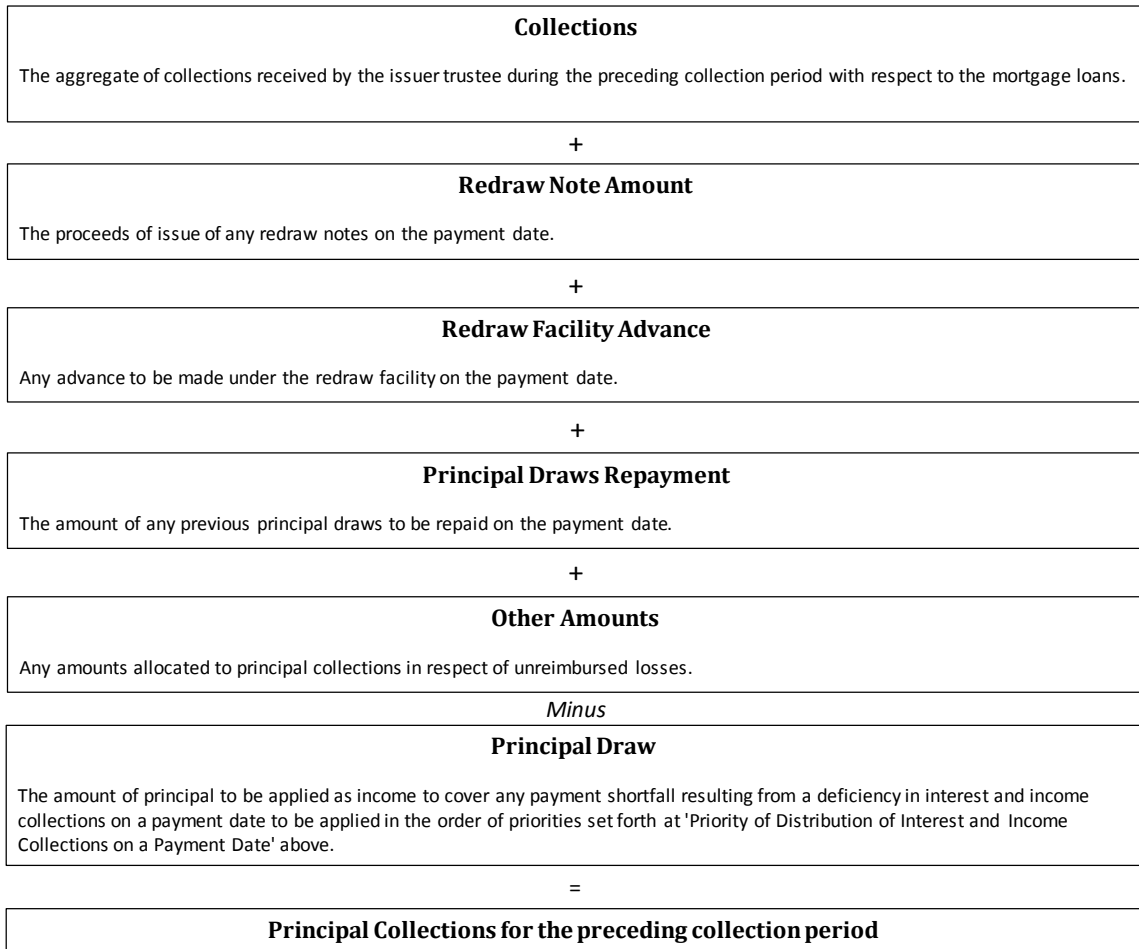 Collections
The aggregate of collections received by the issuer trustee during the preceding collection period with respect to the mortgage loans.
+
Redraw Note Amount
The proceeds of issue of any redraw notes on the payment date.
+
Redraw Facility Advance
Any advance to be made under the redraw facility on the payment date.
+
Principal Draws Repayment
The amount of any previous principal draws to be repaid on the payment date.
+
Other Amounts
Any amounts allocated to principal collections in respect of unreimbursed losses.
Minus
Principal Draw
The amount of principal to be applied as income to cover any payment shortfall resulting from a deficiency in interest and income
collections on a payment date to be applied in the order of priorities set forth at 'Priority of Distribution of Interest and Income
Collections on a Payment Date' above.
=
Principal Collections for the preceding collection period